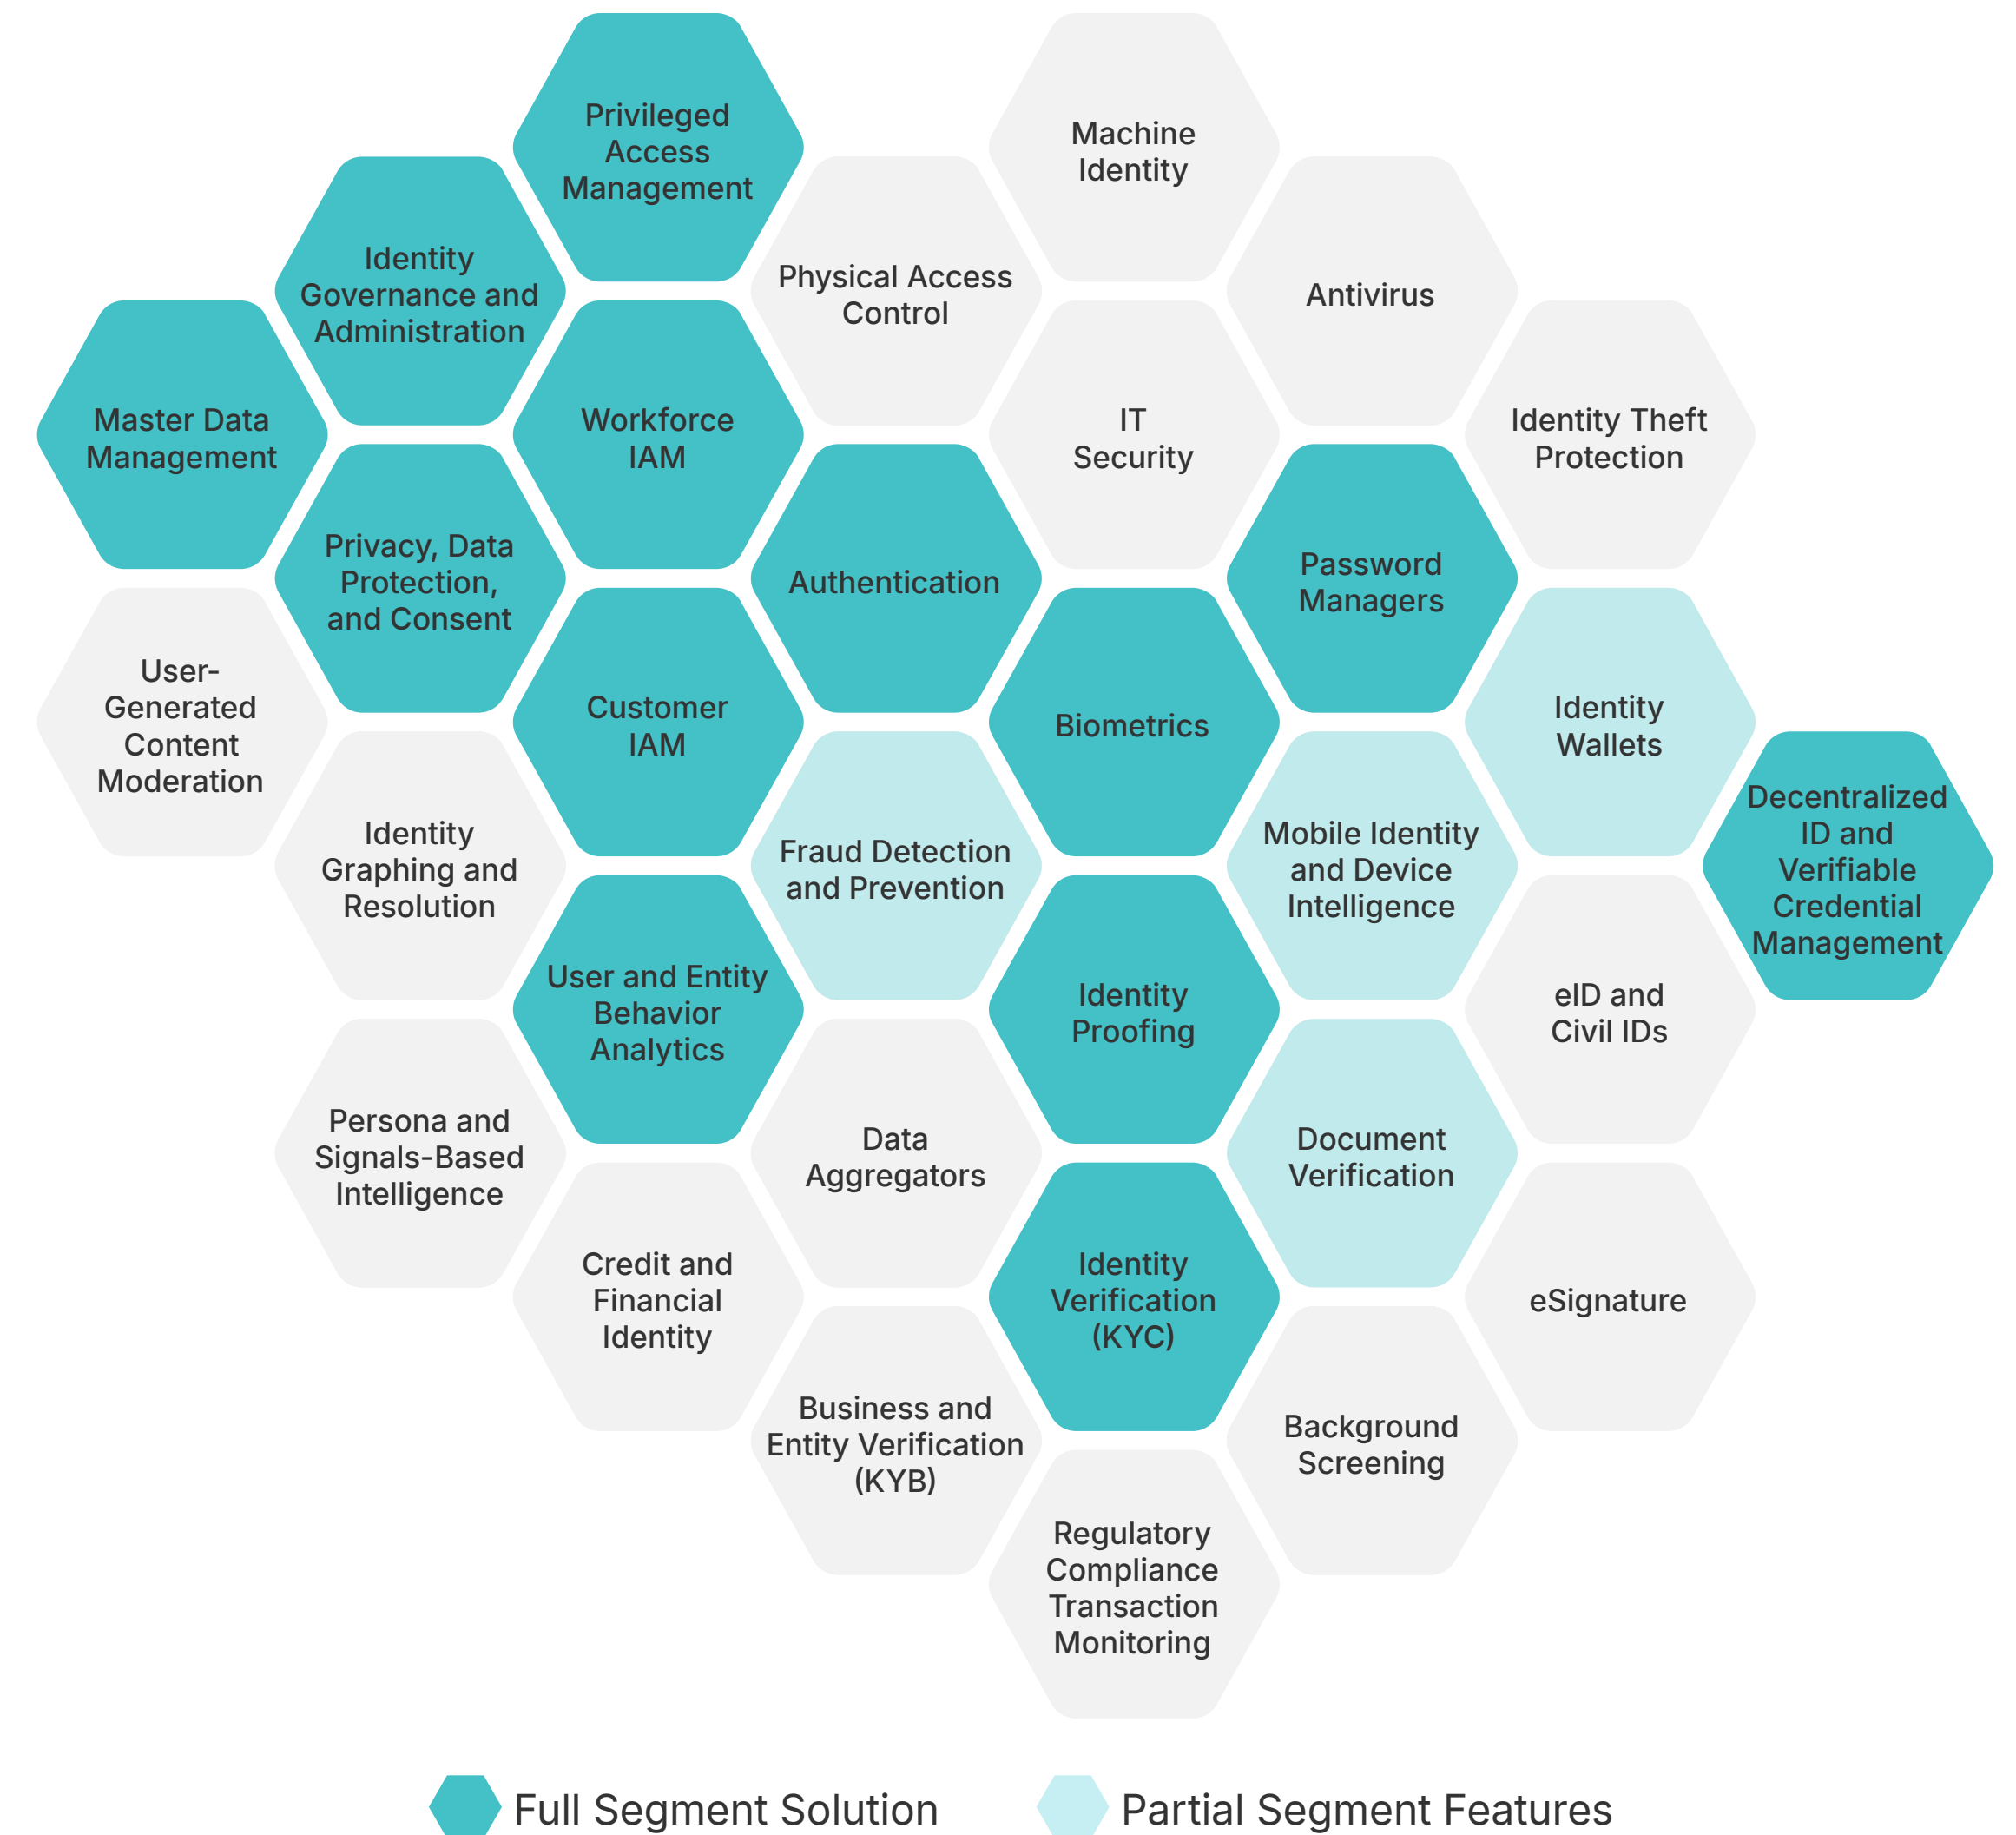 Privileged
Access
Management
Machine
Identity
Identity
Governance and
Administration
Physical Access
Control
Antivirus
Master Data
Management
Workforce
IAM
IT
Security
Identity Theft
Protection
Privacy, Data
Protection,
and Consent
Authentication
Password
Managers
User-
Generated
Content
Moderation
Customer
IAM
Biometrics
Identity
Wallets
Identity
Graphing and
Resolution
Fraud Detection
and Prevention
Mobile Identity
and Device
Intelligence
Decentralized
ID and
Verifiable
Credential
Management
User and Entity
Behavior
Analytics
Identity
Proofing
eID and
Civil IDs
Persona and
Signals-Based
Intelligence
Data
Aggregators
Document
Verification
Credit and
Financial
Identity
Identity
Verification
(KYC)
eSignature
Business and
Entity Verification
(KYB)
Background
Screening
Regulatory
Compliance
Transaction
Monitoring
Full Segment Solution
Partial Segment Features